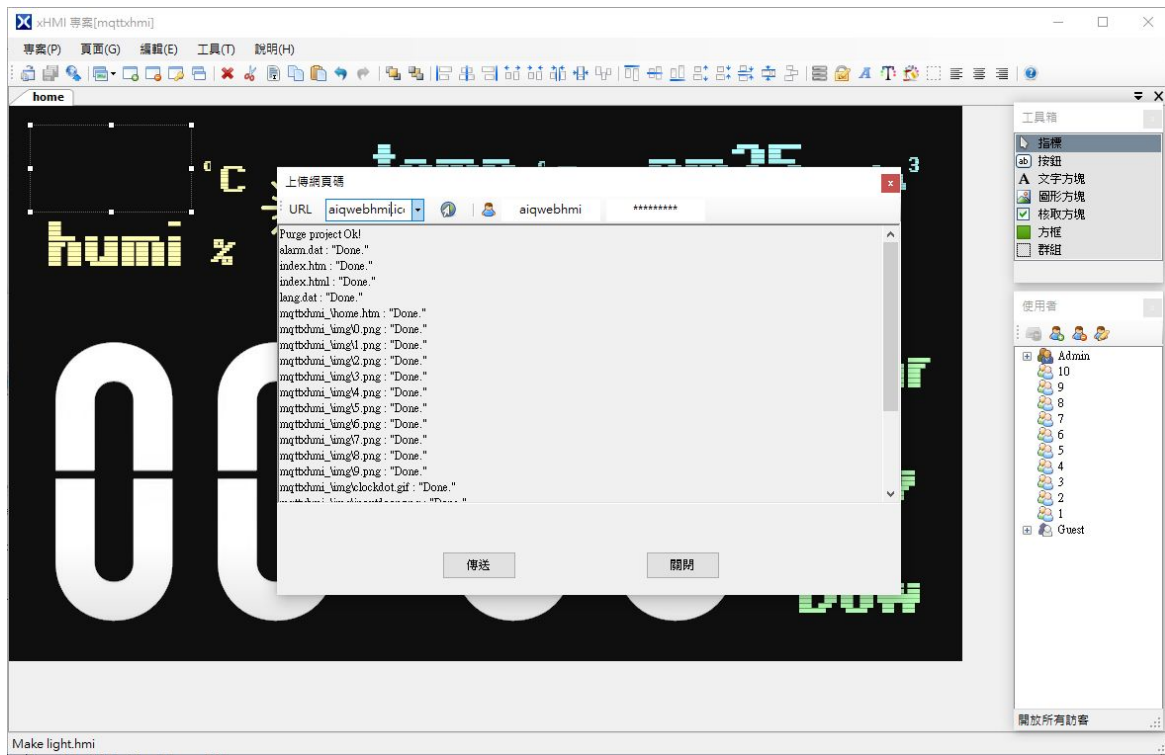 xHMI 專案[mqttxhmi]
專案(P) 頁面(G) 編輯(E) 工具(T) 說明(H)
home
°C
humi %
上傳網頁碼
URL aiqwebhmi aiqwebhmi *********
Purge project Ok!
alarm.dat : "Done."
index.htm : "Done."
index.html : "Done."
lang.dat : "Done."
mqttxhmi_\home.htm : "Done."
mqttxhmi_\img\0.png : "Done."
mqttxhmi_\img\1.png : "Done."
mqttxhmi_\img\2.png : "Done."
mqttxhmi_\img\3.png : "Done."
mqttxhmi_\img\4.png : "Done."
mqttxhmi_\img\5.png : "Done."
mqttxhmi_\img\6.png : "Done."
mqttxhmi_\img\7.png : "Done."
mqttxhmi_\img\8.png : "Done."
mqttxhmi_\img\9.png : "Done."
mqttxhmi_\img\clockdot.gif : "Done."
傳送 關閉
工具箱
指標
按鈕
文字方塊
圖形方塊
核取方塊
方框
群組
使用者
Admin
10
9
8
7
6
5
4
3
2
1
Guest
開放所有訪客
Make light.hmi